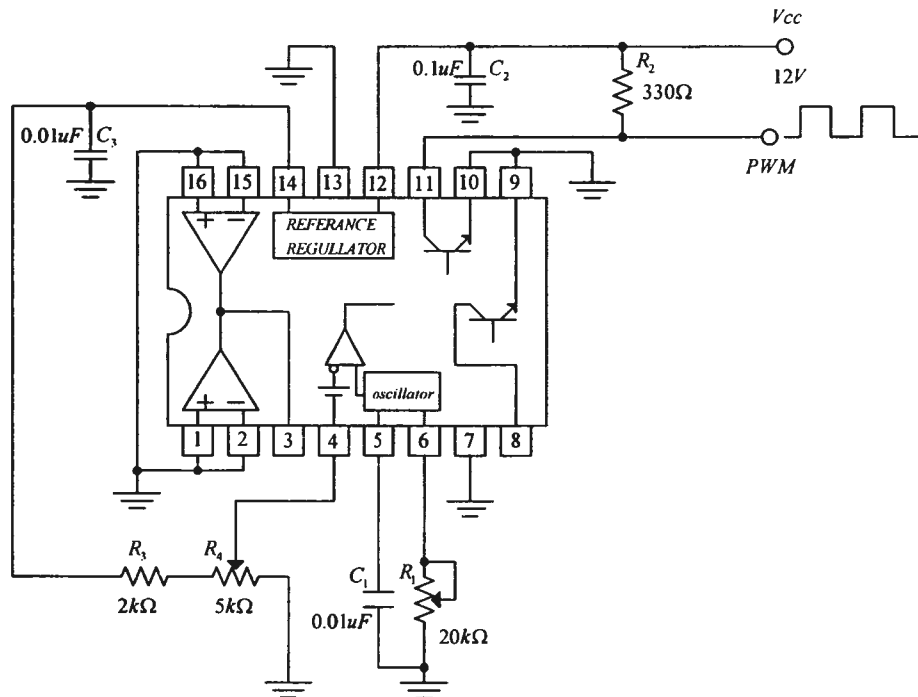 Vcc
12V
R2
330Ω
0.1uF C2
0.01uF C3
PWM
16 15 14 13 12 11 10 9
+ −
REFERANCE
REGULLATOR
oscillator
+ −
1 2 3 4 5 6 7 8
R3 R4
2kΩ 5kΩ
C1 R1
0.01uF 20kΩ